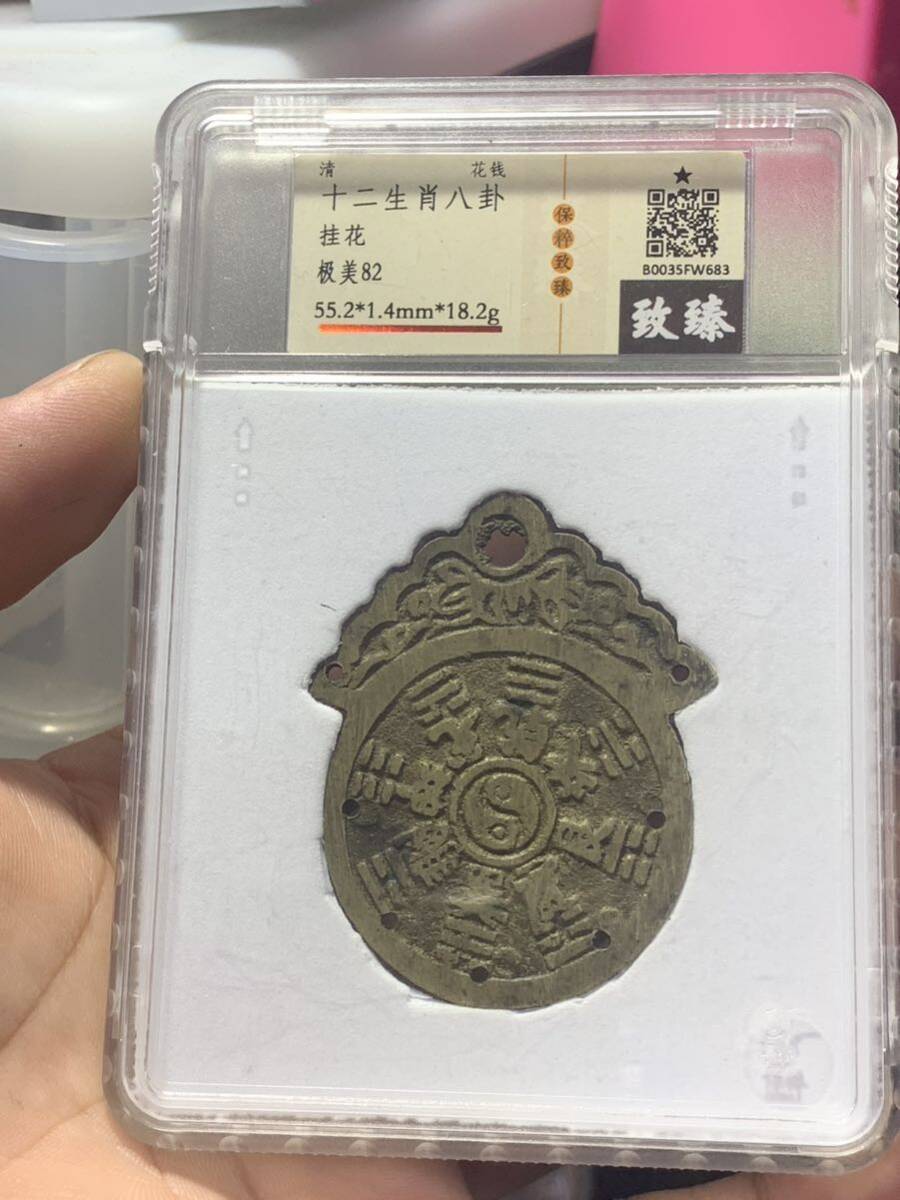 清 花钱
十二生肖八卦
挂花
极美82
55.2*1.4mm*18.2g
保粹致臻
B0035FW683
致臻